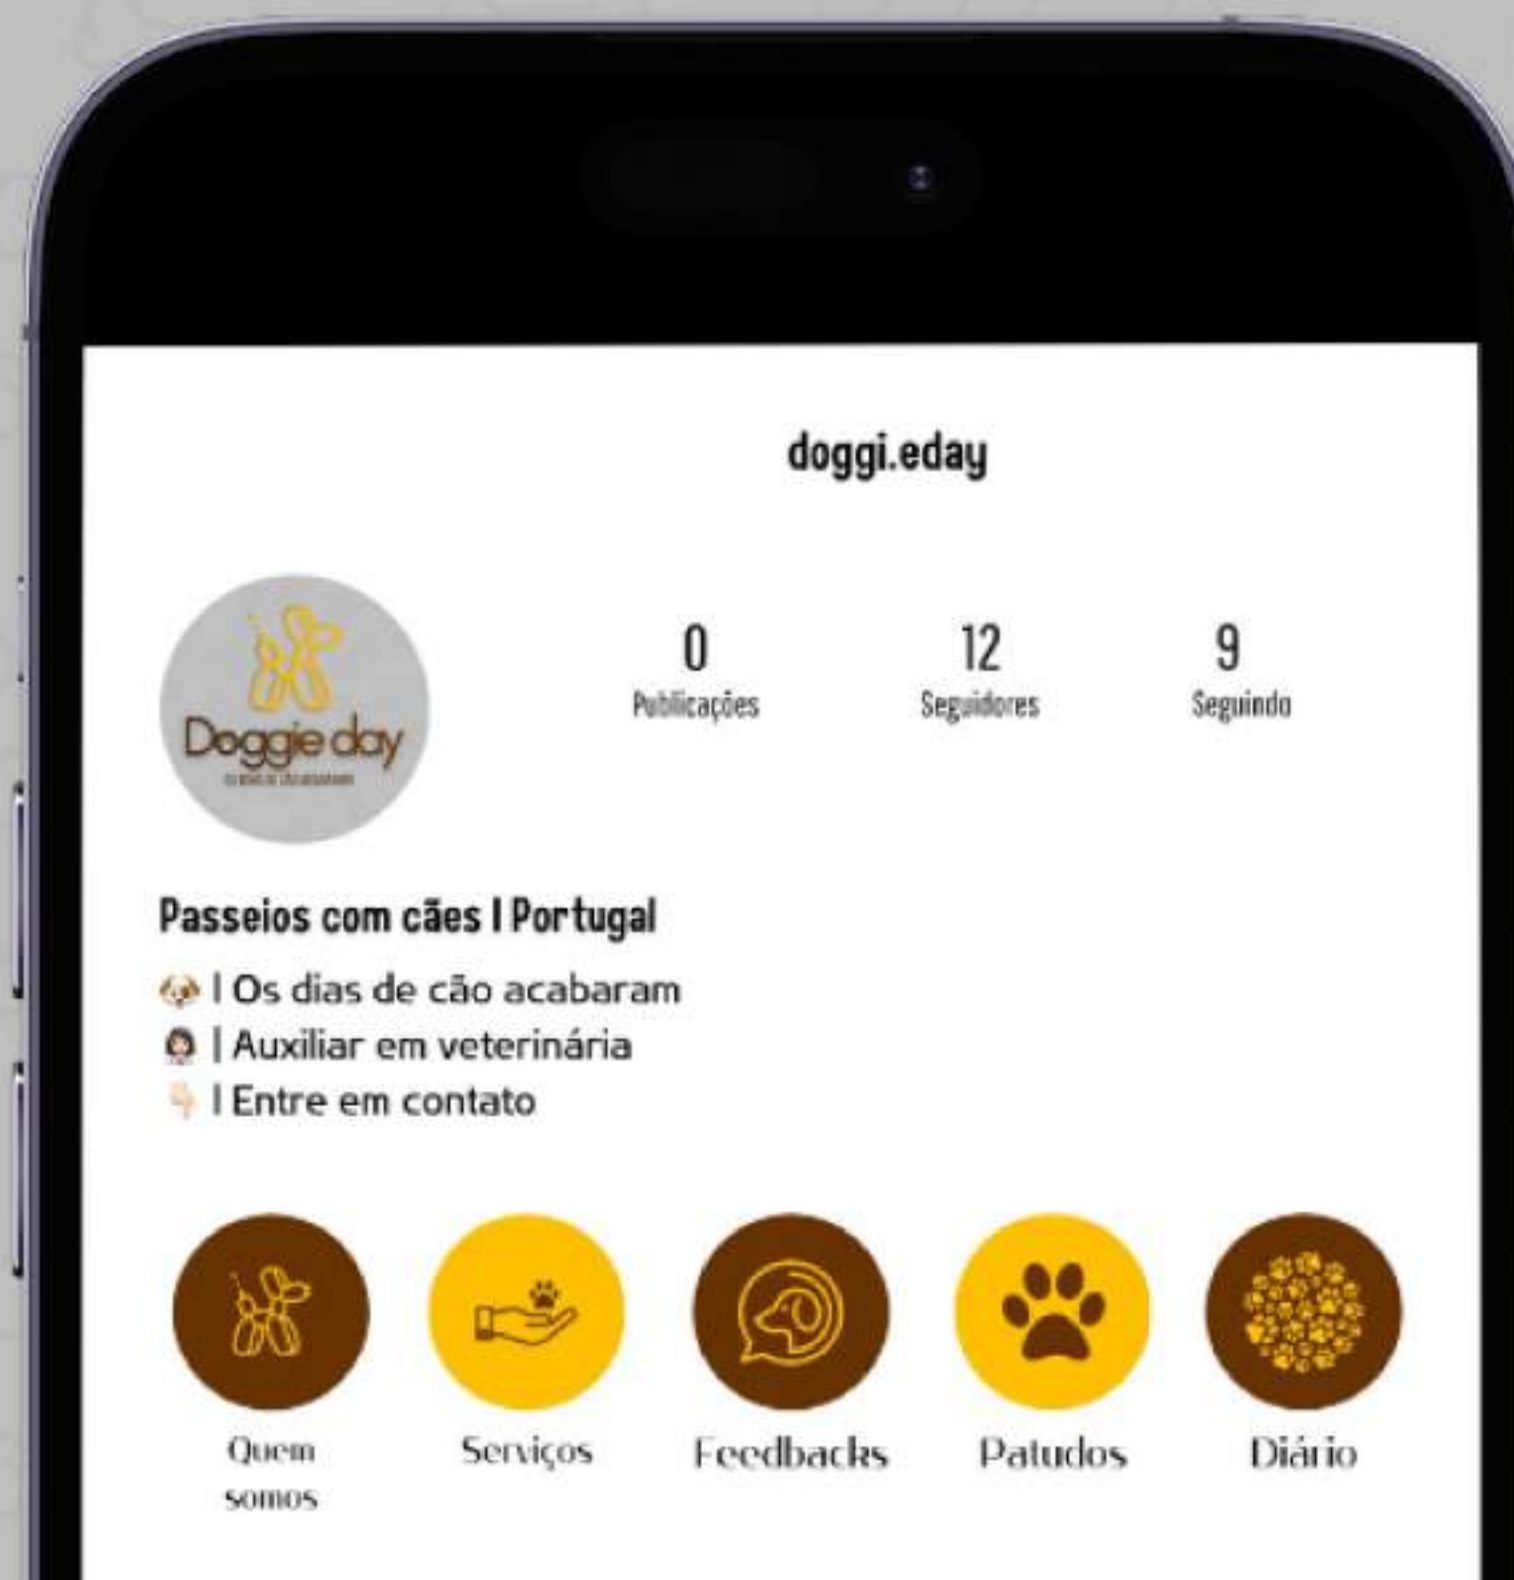 doggi.eday
Doggie day
0
12
9
Publicações
Seguidores
Seguindo
Passeios com cães | Portugal
| Os dias de cão acabaram
| Auxiliar em veterinária
| Entre em contato
Quem
somos
Serviços
Feedbacks
Patudos
Diário